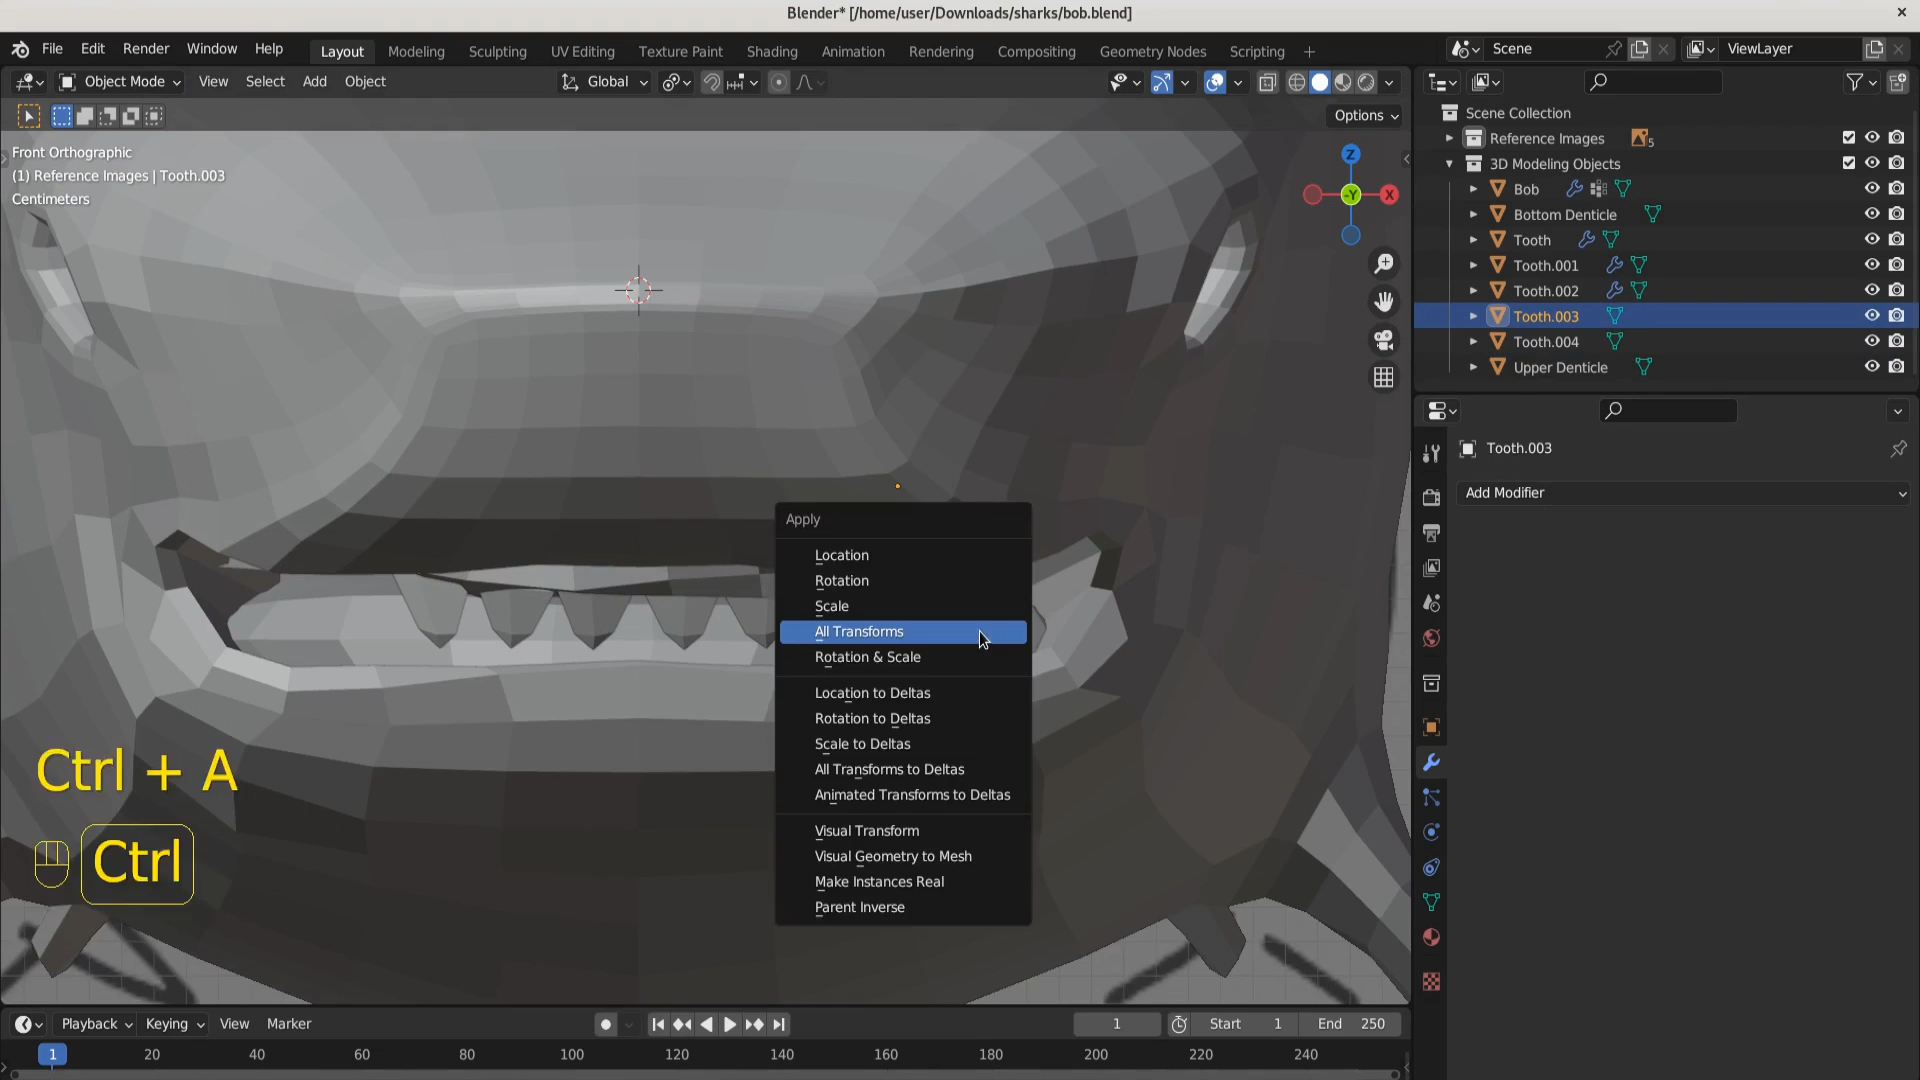 Blender* [/home/user/Downloads/sharks/bob.blend]
×
File Edit Render Window Help
Layout Modeling Sculpting UV Editing Texture Paint Shading Animation Rendering Compositing Geometry Nodes Scripting +
Scene
ViewLayer
Object Mode View Select Add Object
Global
Options
Front Orthographic
(1) Reference Images | Tooth.003
Centimeters
Z
-Y
X
Scene Collection
Reference Images 5
3D Modeling Objects
Bob
Bottom Denticle
Tooth
Tooth.001
Tooth.002
Tooth.003
Tooth.004
Upper Denticle
Tooth.003
Add Modifier
Apply
Location
Rotation
Scale
All Transforms
Rotation & Scale
Location to Deltas
Rotation to Deltas
Scale to Deltas
All Transforms to Deltas
Animated Transforms to Deltas
Visual Transform
Visual Geometry to Mesh
Make Instances Real
Parent Inverse
Ctrl + A
Ctrl
Playback Keying View Marker
1
Start 1
End 250
1 20 40 60 80 100 120 140 160 180 200 220 240